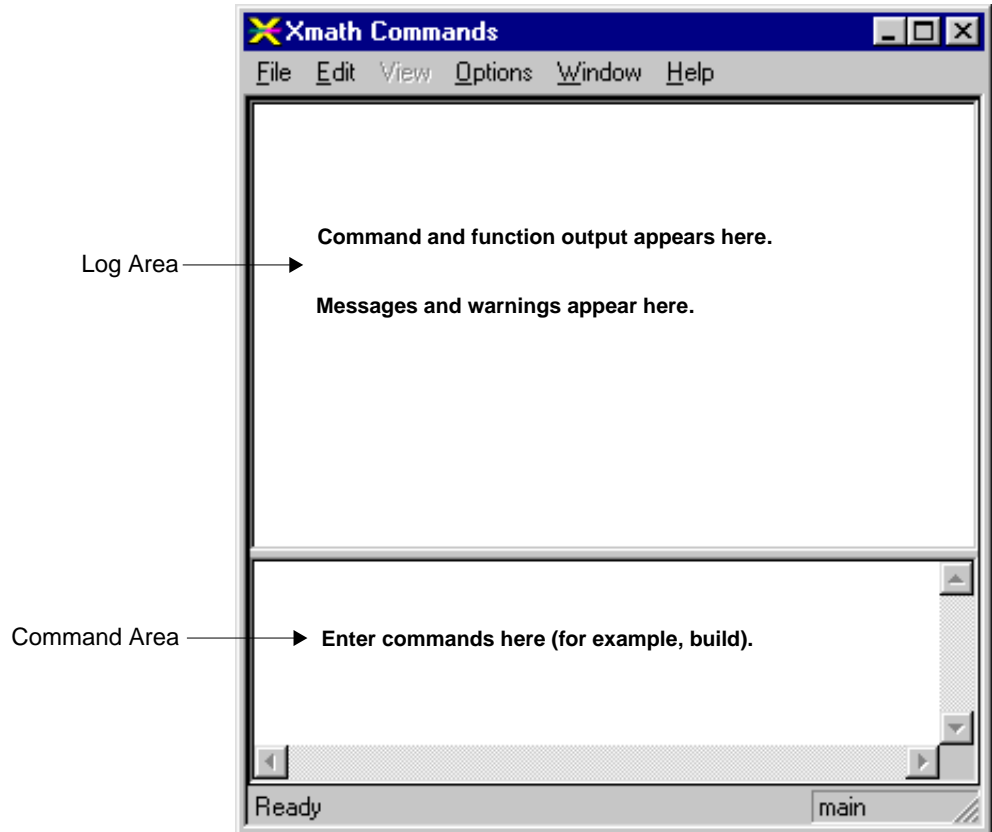 Xmath Commands
File Edit View Options Window Help
Command and function output appears here.
Log Area
Messages and warnings appear here.
Command Area
Enter commands here (for example, build).
Ready main